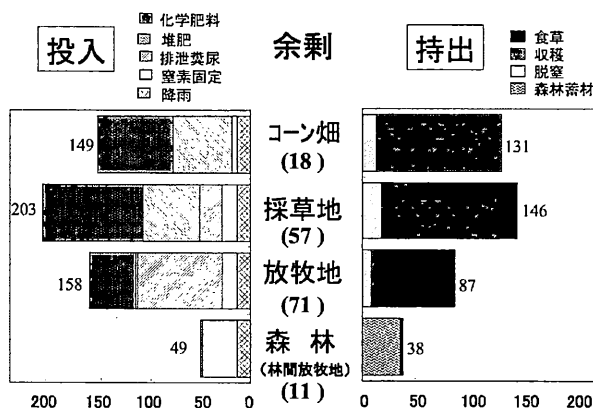 投入
化学肥料
堆肥
排泄糞尿
窒素固定
降雨
余剰
持出
食草
収穫
脱窒
森林蓄材
149
コーン畑
(18)
131
203
採草地
(57)
146
158
放牧地
(71)
87
49
森 林
(林間放牧地)
(11)
38
200 150 100 50 0
0 50 100 150 200